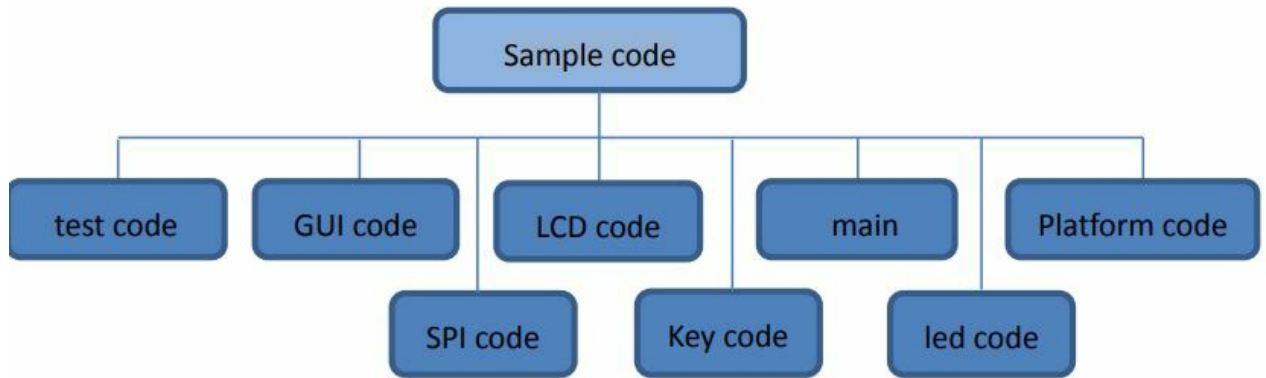 Sample code
test code
GUI code
LCD code
main
Platform code
SPI code
Key code
led code